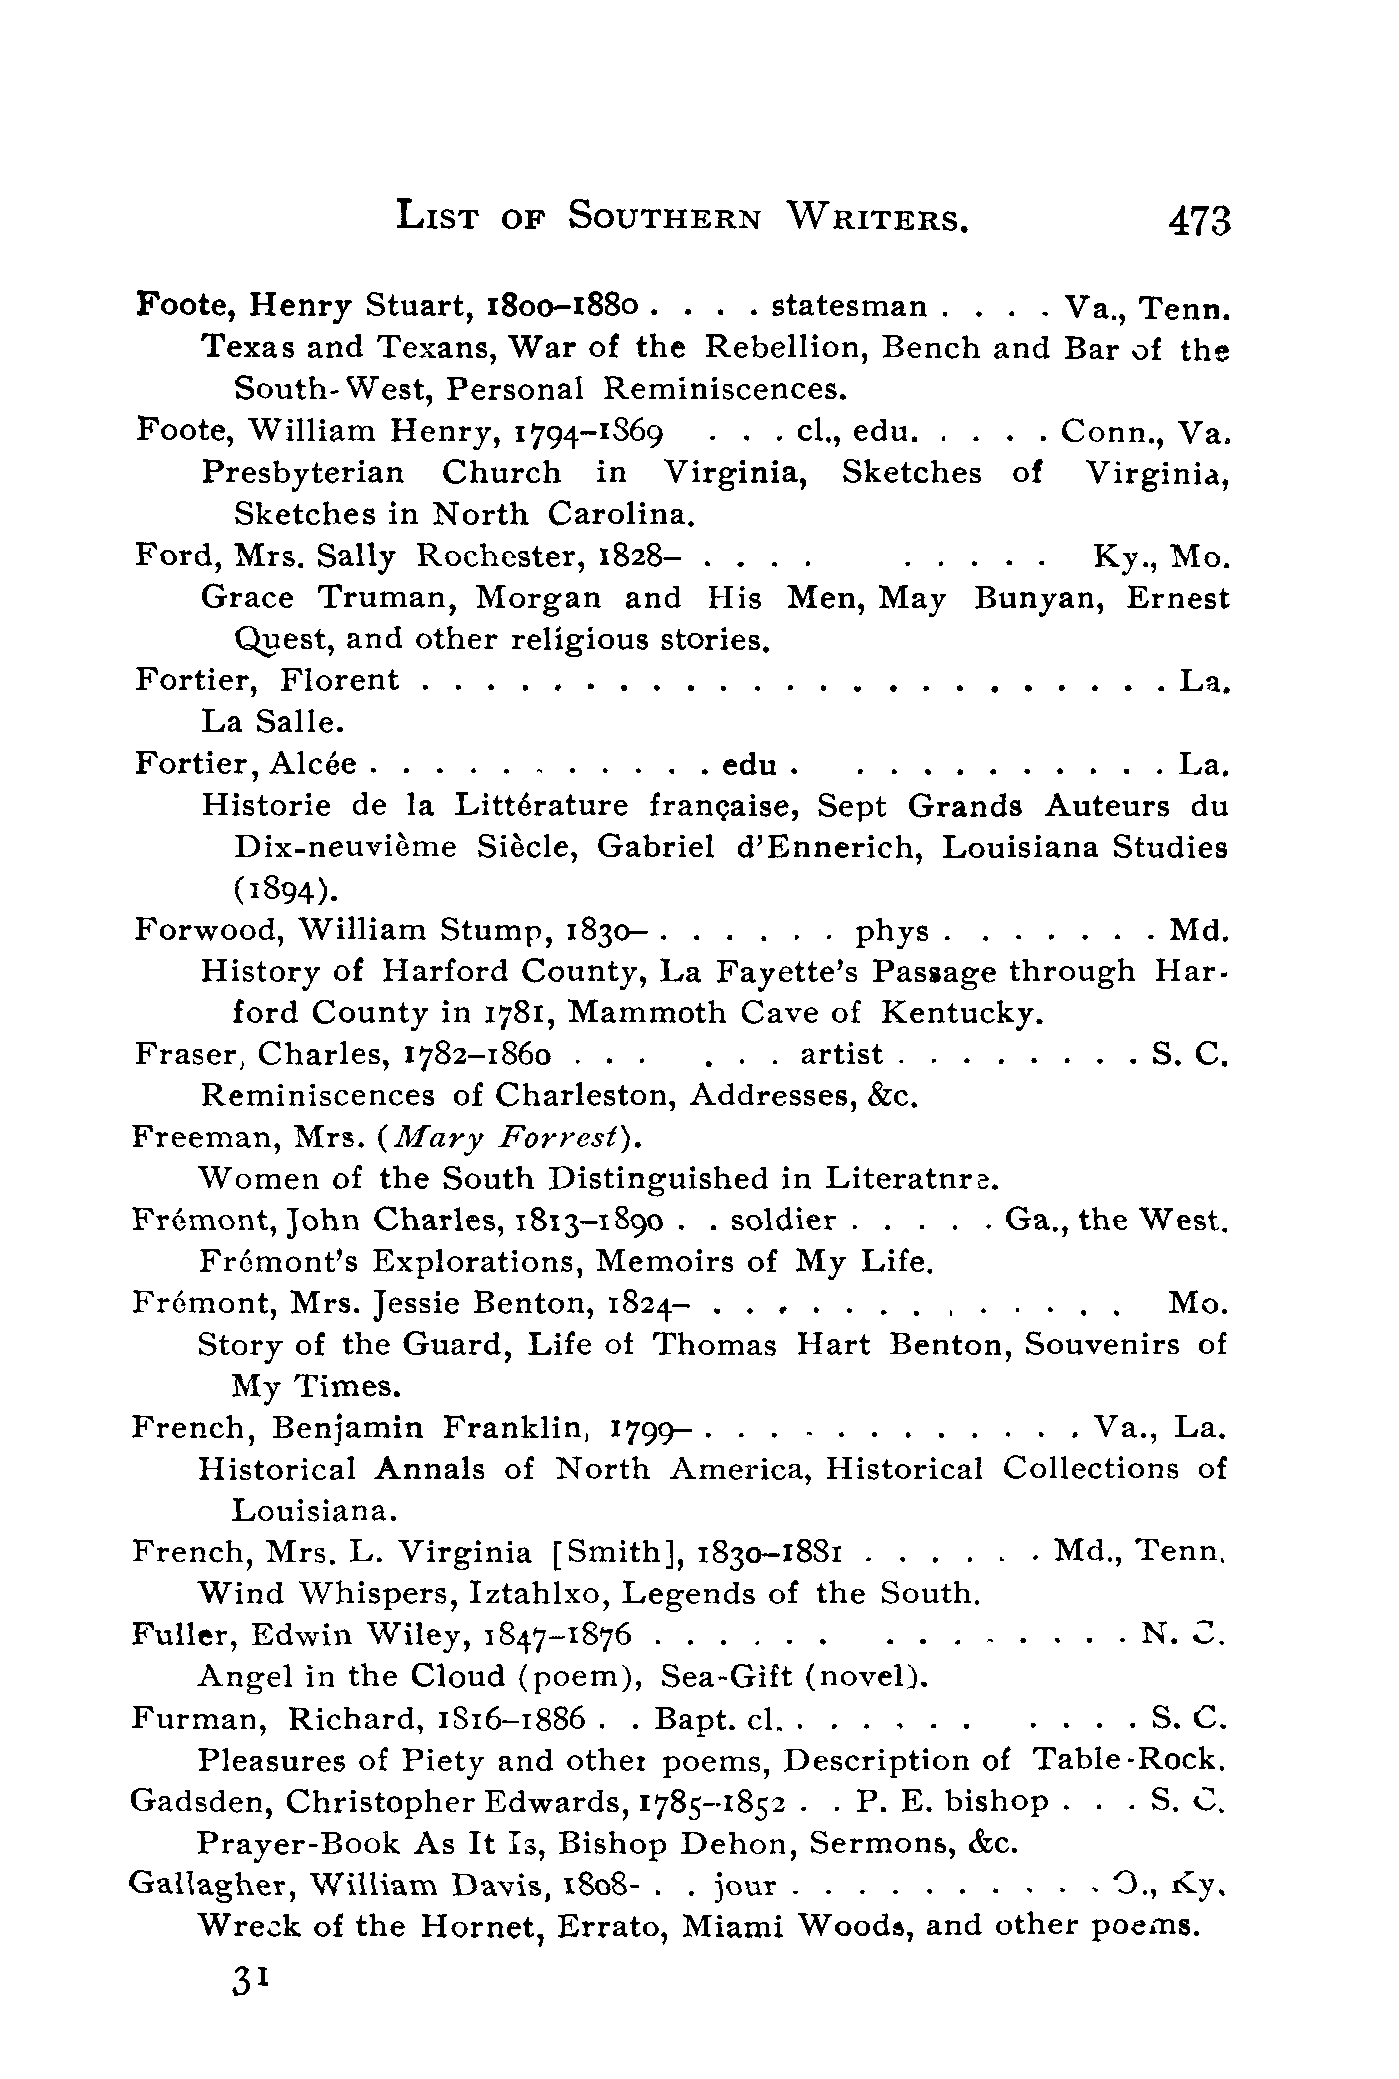 LIST OF SOUTHERN WRITERS. 473
Foote, Henry Stuart, 1800–1880 . . . . statesman . . . . Va., Tenn.
Texas and Texans, War of the Rebellion, Bench and Bar of the
South-West, Personal Reminiscences.
Foote, William Henry, 1794–1869 . . . cl., edu. . . . . . Conn., Va.
Presbyterian Church in Virginia, Sketches of Virginia,
Sketches in North Carolina.
Ford, Mrs. Sally Rochester, 1828– . . . . . . . . . Ky., Mo.
Grace Truman, Morgan and His Men, May Bunyan, Ernest
Quest, and other religious stories.
Fortier, Florent . . . . . . . . . . . . . . . . . . . . . . . La.
La Salle.
Fortier, Alcée . . . . . . . . . . . edu . . . . . . . . . . . La.
Historie de la Littérature française, Sept Grands Auteurs du
Dix-neuvième Siècle, Gabriel d'Ennerich, Louisiana Studies
(1894).
Forwood, William Stump, 1830– . . . . . . phys . . . . . . . Md.
History of Harford County, La Fayette's Passage through Har-
ford County in 1781, Mammoth Cave of Kentucky.
Fraser, Charles, 1782–1860 . . . . . . artist . . . . . . . . S. C.
Reminiscences of Charleston, Addresses, &c.
Freeman, Mrs. (Mary Forrest).
Women of the South Distinguished in Literatnre.
Frémont, John Charles, 1813–1890 . . soldier . . . . . Ga., the West.
Frémont's Explorations, Memoirs of My Life.
Frémont, Mrs. Jessie Benton, 1824– . . . . . . . . . . . . . Mo.
Story of the Guard, Life of Thomas Hart Benton, Souvenirs of
My Times.
French, Benjamin Franklin, 1799– . . . . . . . . . . . . Va., La.
Historical Annals of North America, Historical Collections of
Louisiana.
French, Mrs. L. Virginia [Smith], 1830–1881 . . . . . . Md., Tenn.
Wind Whispers, Iztahlxo, Legends of the South.
Fuller, Edwin Wiley, 1847–1876 . . . . . . . . . . . . . . N. C.
Angel in the Cloud (poem), Sea-Gift (novel).
Furman, Richard, 1816–1886 . . Bapt. cl. . . . . . . . . . . S. C.
Pleasures of Piety and other poems, Description of Table-Rock.
Gadsden, Christopher Edwards, 1785–1852 . . P. E. bishop . . . S. C.
Prayer-Book As It Is, Bishop Dehon, Sermons, &c.
Gallagher, William Davis, 1808- . . jour . . . . . . . . . . O., Ky.
Wreck of the Hornet, Errato, Miami Woods, and other poems.
31